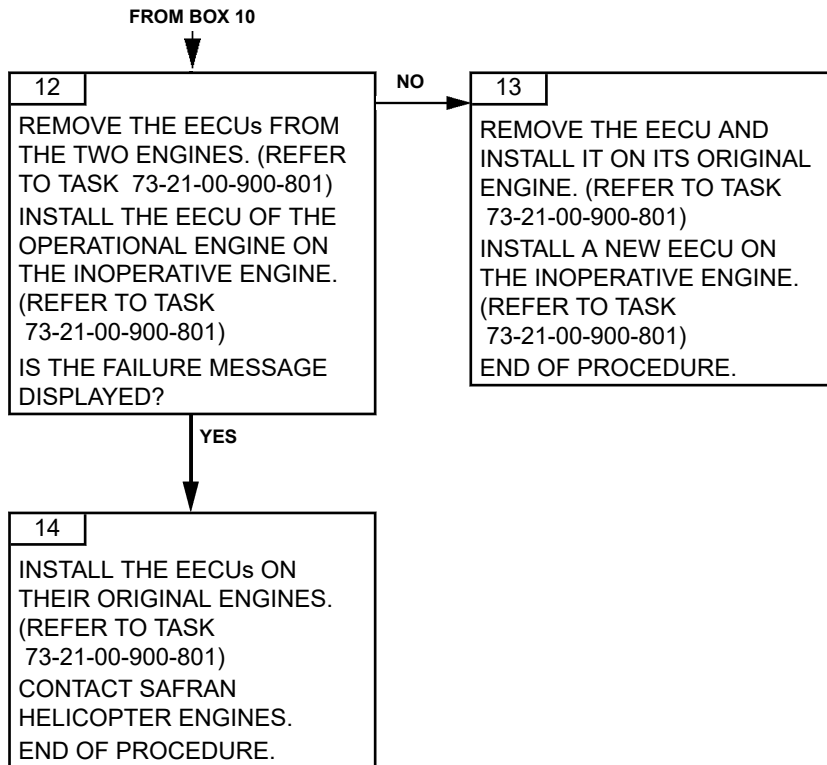 FROM BOX 10
12
REMOVE THE EECUs FROM
THE TWO ENGINES. (REFER
TO TASK 73-21-00-900-801)
INSTALL THE EECU OF THE
OPERATIONAL ENGINE ON
THE INOPERATIVE ENGINE.
(REFER TO TASK
73-21-00-900-801)
IS THE FAILURE MESSAGE
DISPLAYED?
NO
13
REMOVE THE EECU AND
INSTALL IT ON ITS ORIGINAL
ENGINE. (REFER TO TASK
73-21-00-900-801)
INSTALL A NEW EECU ON
THE INOPERATIVE ENGINE.
(REFER TO TASK
73-21-00-900-801)
END OF PROCEDURE.
YES
14
INSTALL THE EECUs ON
THEIR ORIGINAL ENGINES.
(REFER TO TASK
73-21-00-900-801)
CONTACT SAFRAN
HELICOPTER ENGINES.
END OF PROCEDURE.